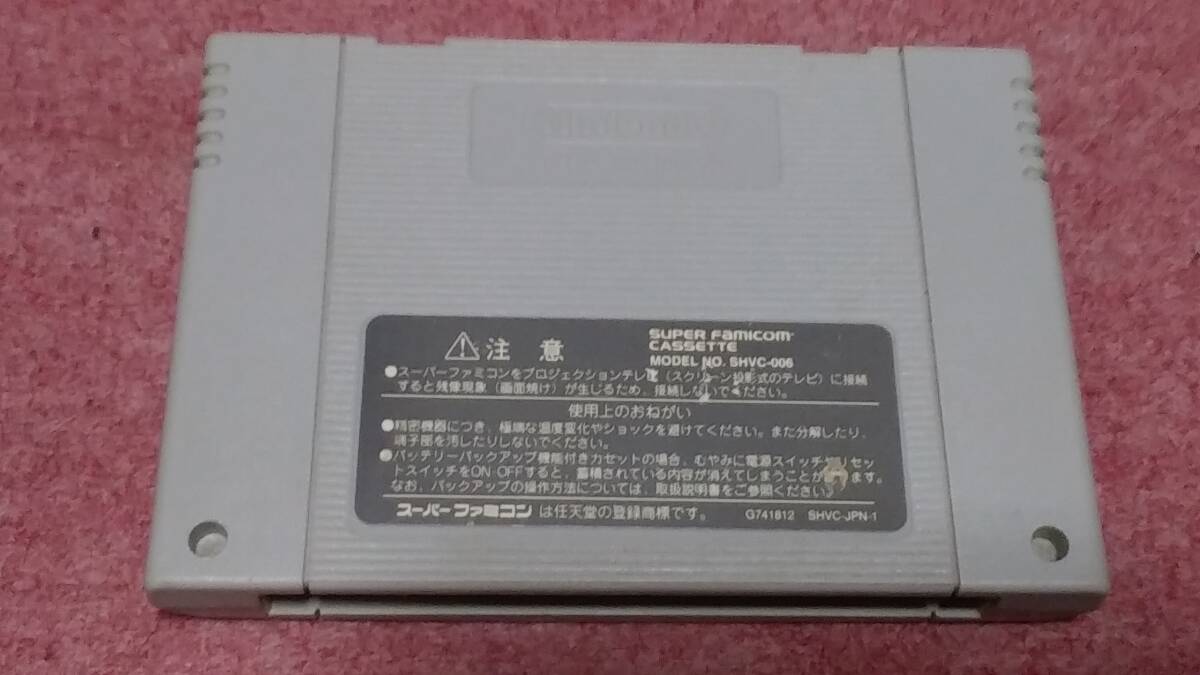 注意
SUPER FAMICOM
CASSETTE
MODEL NO. SHVC-006
●スーパーファミコンをプロジェクションテレビ(スクリーン投影式のテレビ)に接続
すると残像現象(画面焼け)が生じるため、接続しないでください。
使用上のおねがい
●精密機器につき、極端な温度変化やショックを避けてください。また分解したり、
端子部を汚したりしないでください。
●バッテリーバックアップ機能付きカセットの場合、むやみに電源スイッチやリセッ
トスイッチをON・OFFすると、蓄積されている内容が消えてしまうことがあります。
なお、バックアップの操作方法については、取扱説明書をご参照ください。
スーパーファミコンは任天堂の登録商標です。
G741812 SHVC-JPN-1